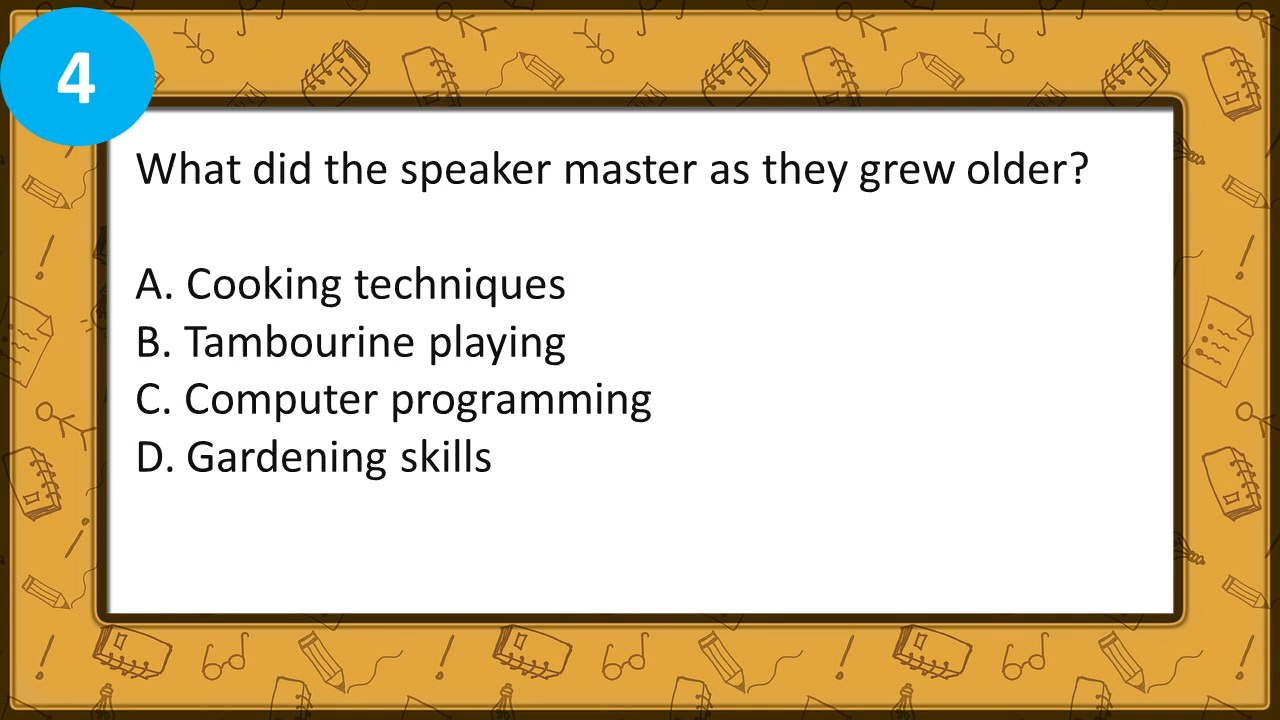 4
What did the speaker master as they grew older?
A. Cooking techniques
B. Tambourine playing
C. Computer programming
D. Gardening skills